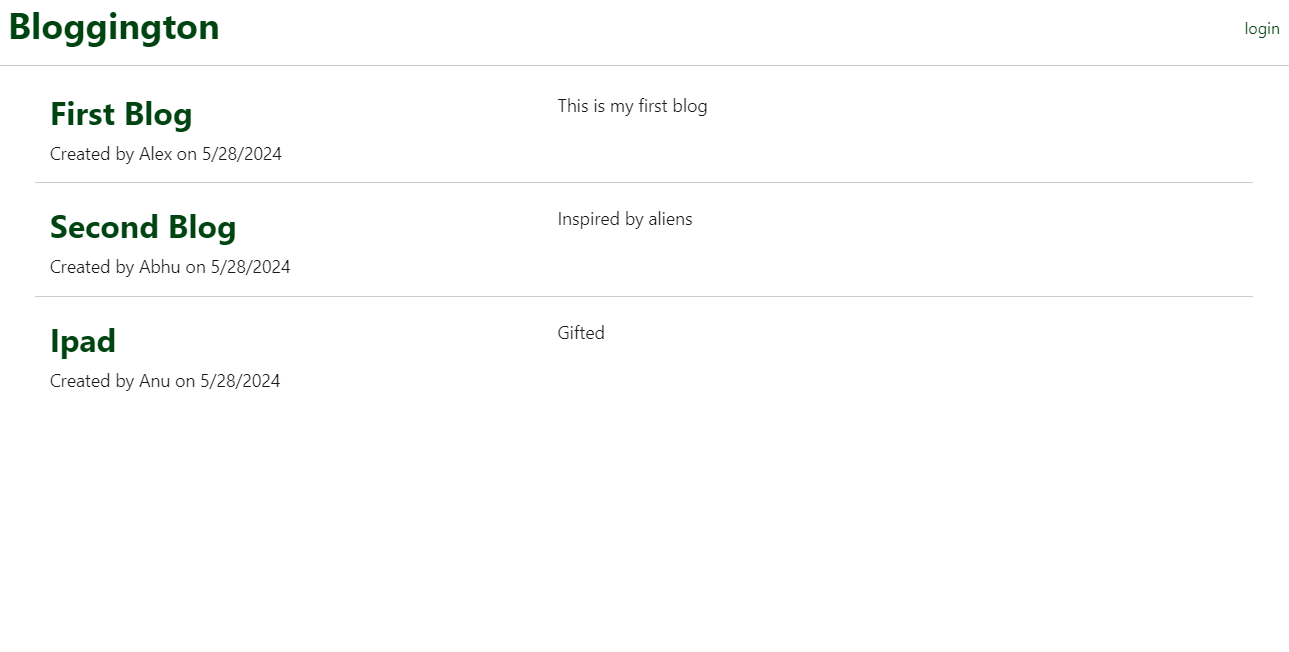 Bloggington
login
First Blog
This is my first blog
Created by Alex on 5/28/2024
Second Blog
Inspired by aliens
Created by Abhu on 5/28/2024
Ipad
Gifted
Created by Anu on 5/28/2024